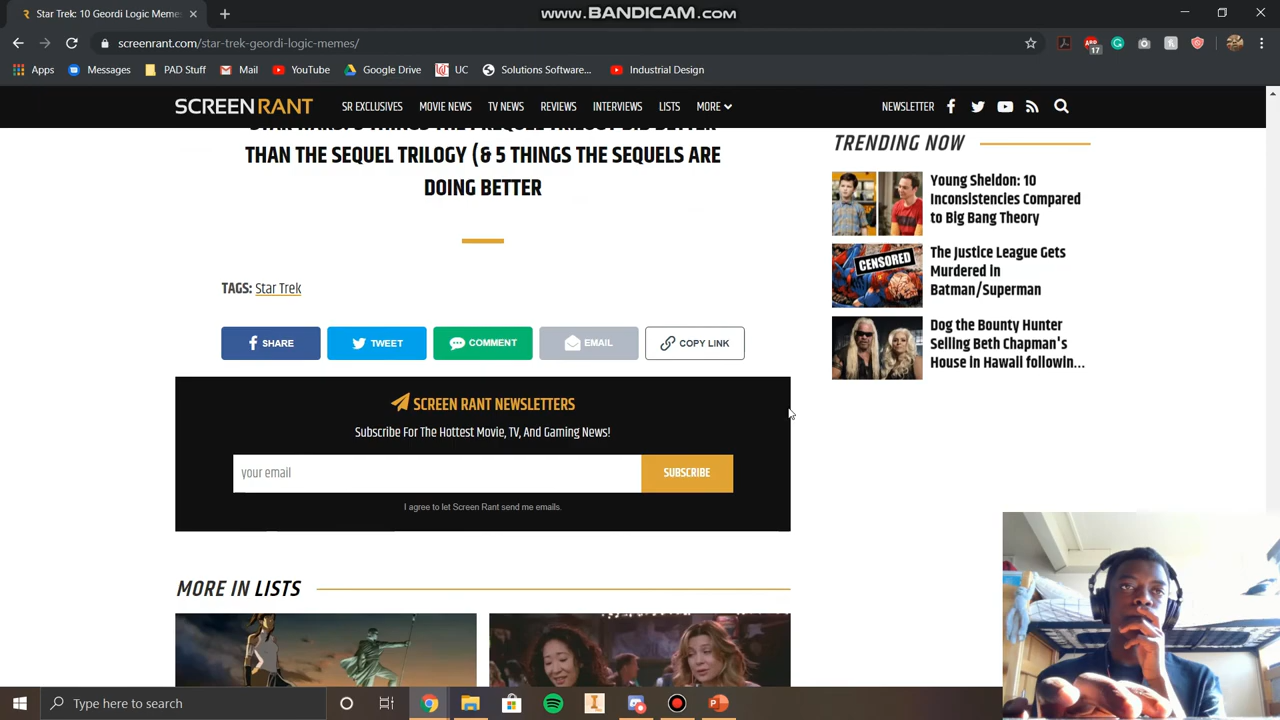 Star Trek: 10 Geordi Logic Meme
www.BANDICAM.com
screenrant.com/star-trek-geordi-logic-memes/
17
Apps
Messages
PAD Stuff
Mail
YouTube
Google Drive
UC
Solutions Software...
Industrial Design
SCREENRANT
SR EXCLUSIVES
MOVIE NEWS
TV NEWS
REVIEWS
INTERVIEWS
LISTS
MORE
NEWSLETTER
STAR WARS: 5 THINGS THE PREQUEL TRILOGY DID BETTER
THAN THE SEQUEL TRILOGY (& 5 THINGS THE SEQUELS ARE
DOING BETTER
TAGS: Star Trek
SHARE
TWEET
COMMENT
EMAIL
COPY LINK
SCREEN RANT NEWSLETTERS
Subscribe For The Hottest Movie, TV, And Gaming News!
your email
SUBSCRIBE
I agree to let Screen Rant send me emails.
MORE IN LISTS
TRENDING NOW
Young Sheldon: 10
Inconsistencies Compared
to Big Bang Theory
CENSORED
The Justice League Gets
Murdered in
Batman/Superman
Dog the Bounty Hunter
Selling Beth Chapman's
House in Hawaii followin...
Type here to search